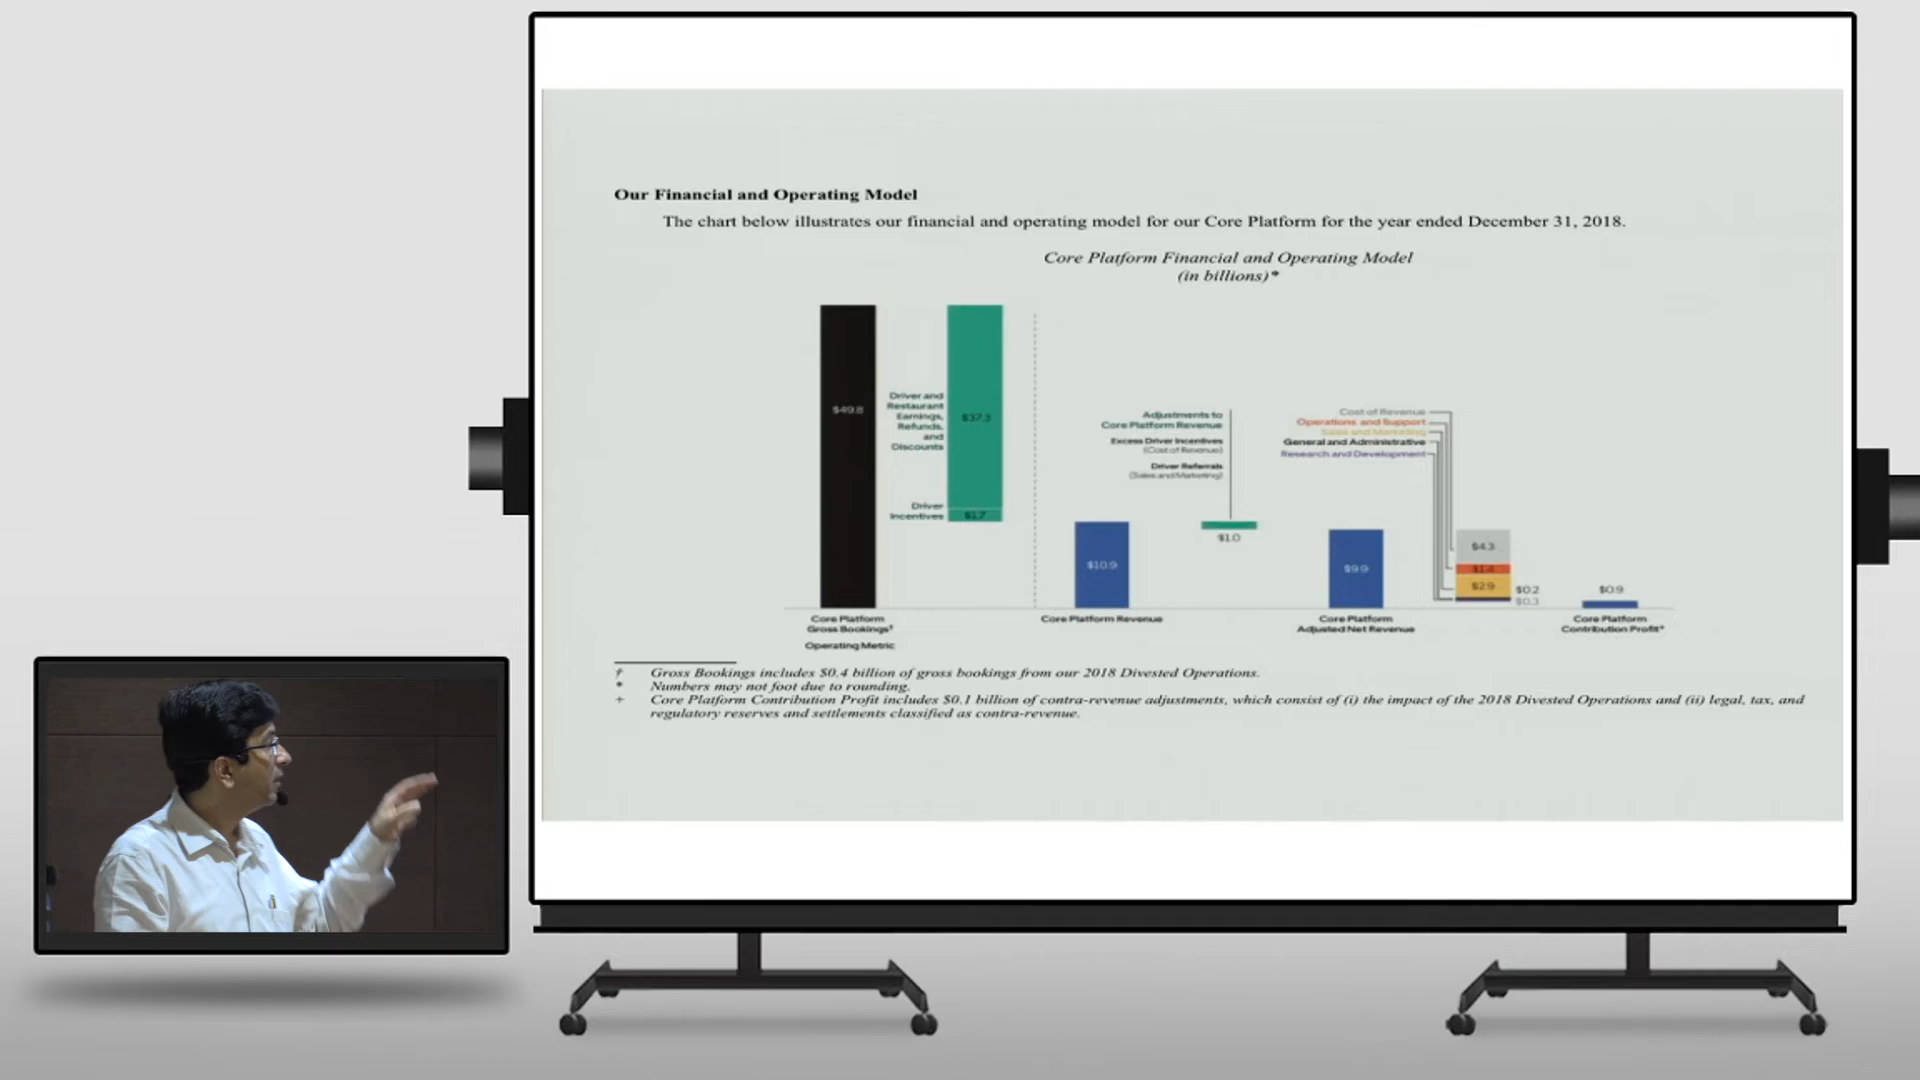 Our Financial and Operating Model
The chart below illustrates our financial and operating model for our Core Platform for the year ended December 31, 2018.
Core Platform Financial and Operating Model
(in billions)*
$49.8
Driver and
Restaurant
Earnings,
Refunds,
and
Discounts
$37.3
Driver
Incentives
$1.7
Core Platform
Gross Bookings†
Operating Metric
$10.9
Core Platform Revenue
Adjustments to
Core Platform Revenue
Excess Driver Incentives
(Cost of Revenue)
Driver Referrals
(Sales and Marketing)
$1.0
$9.9
Core Platform
Adjusted Net Revenue
Cost of Revenue
Operations and Support
Sales and Marketing
General and Administrative
Research and Development
$4.3
$1.4
$2.9
$0.2
$0.3
$0.9
Core Platform
Contribution Profit+
† Gross Bookings includes $0.4 billion of gross bookings from our 2018 Divested Operations.
* Numbers may not foot due to rounding.
+ Core Platform Contribution Profit includes $0.1 billion of contra-revenue adjustments, which consist of (i) the impact of the 2018 Divested Operations and (ii) legal, tax, and
regulatory reserves and settlements classified as contra-revenue.